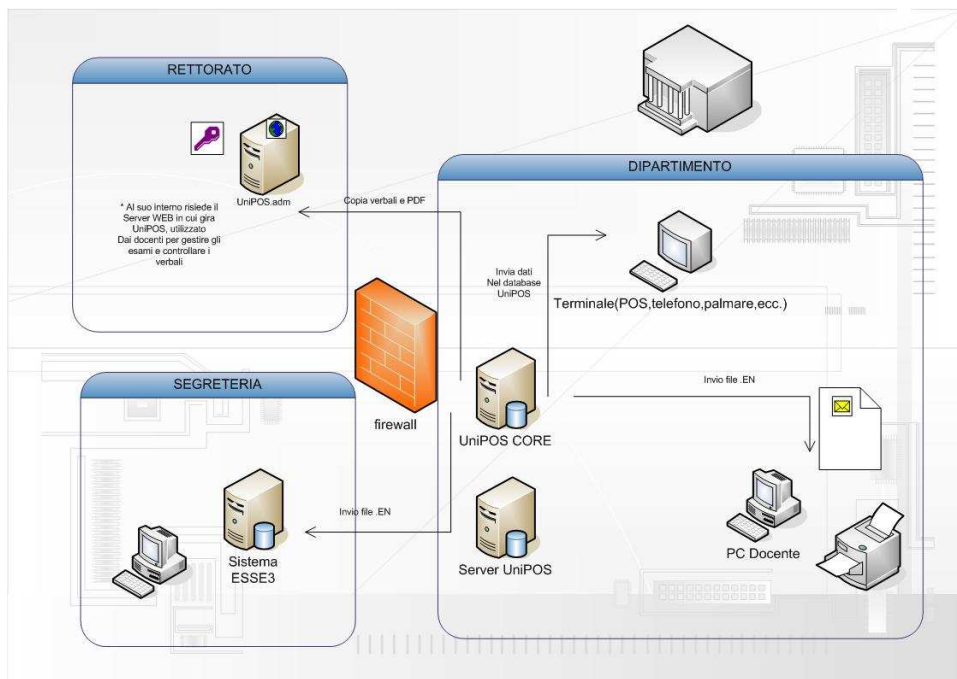 RETTORATO
UniPOS.adm
* Al suo interno risiede il
Server WEB in cui gira
UniPOS, utilizzato
Dai docenti per gestire gli
esami e controllare i
verbali
Copia verbali e PDF
DIPARTIMENTO
Invia dati
Nel database
UniPOS
Terminale(POS,telefono,palmare,ecc.)
firewall
UniPOS CORE
Invio file .EN
SEGRETERIA
Invio file .EN
Sistema
ESSE3
Server UniPOS
PC Docente